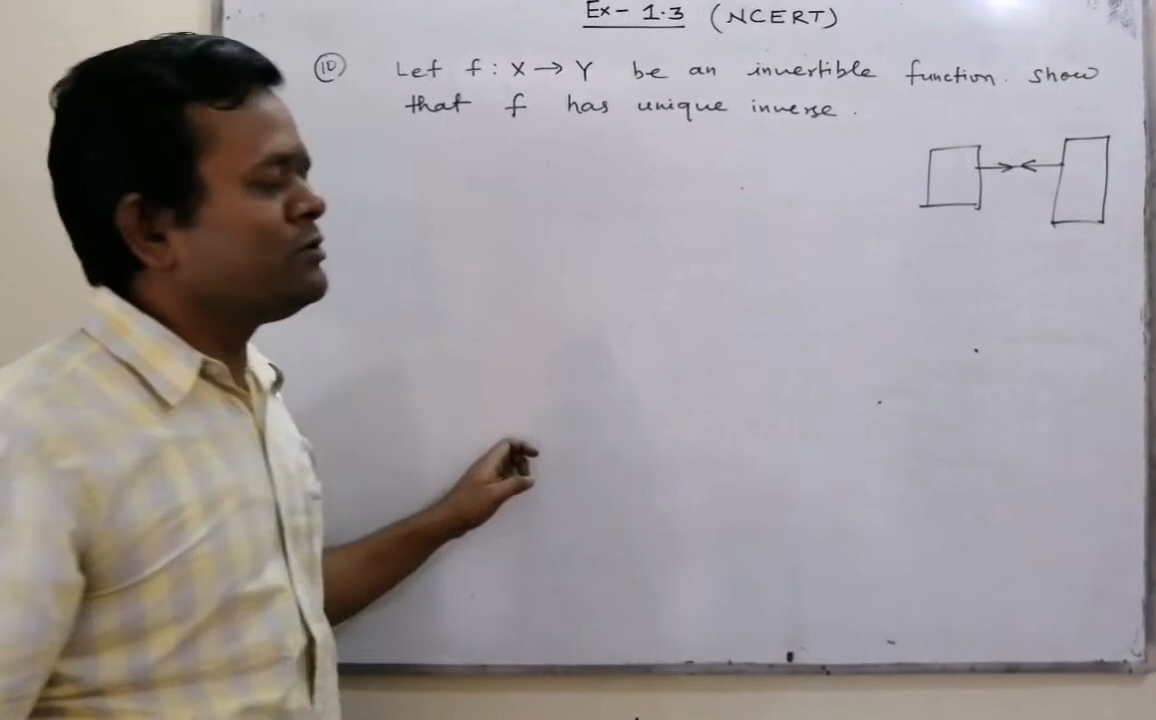 Ex- 1.3 (NCERT)
10 Let f : X → Y be an invertible function. Show
that f has unique inverse.